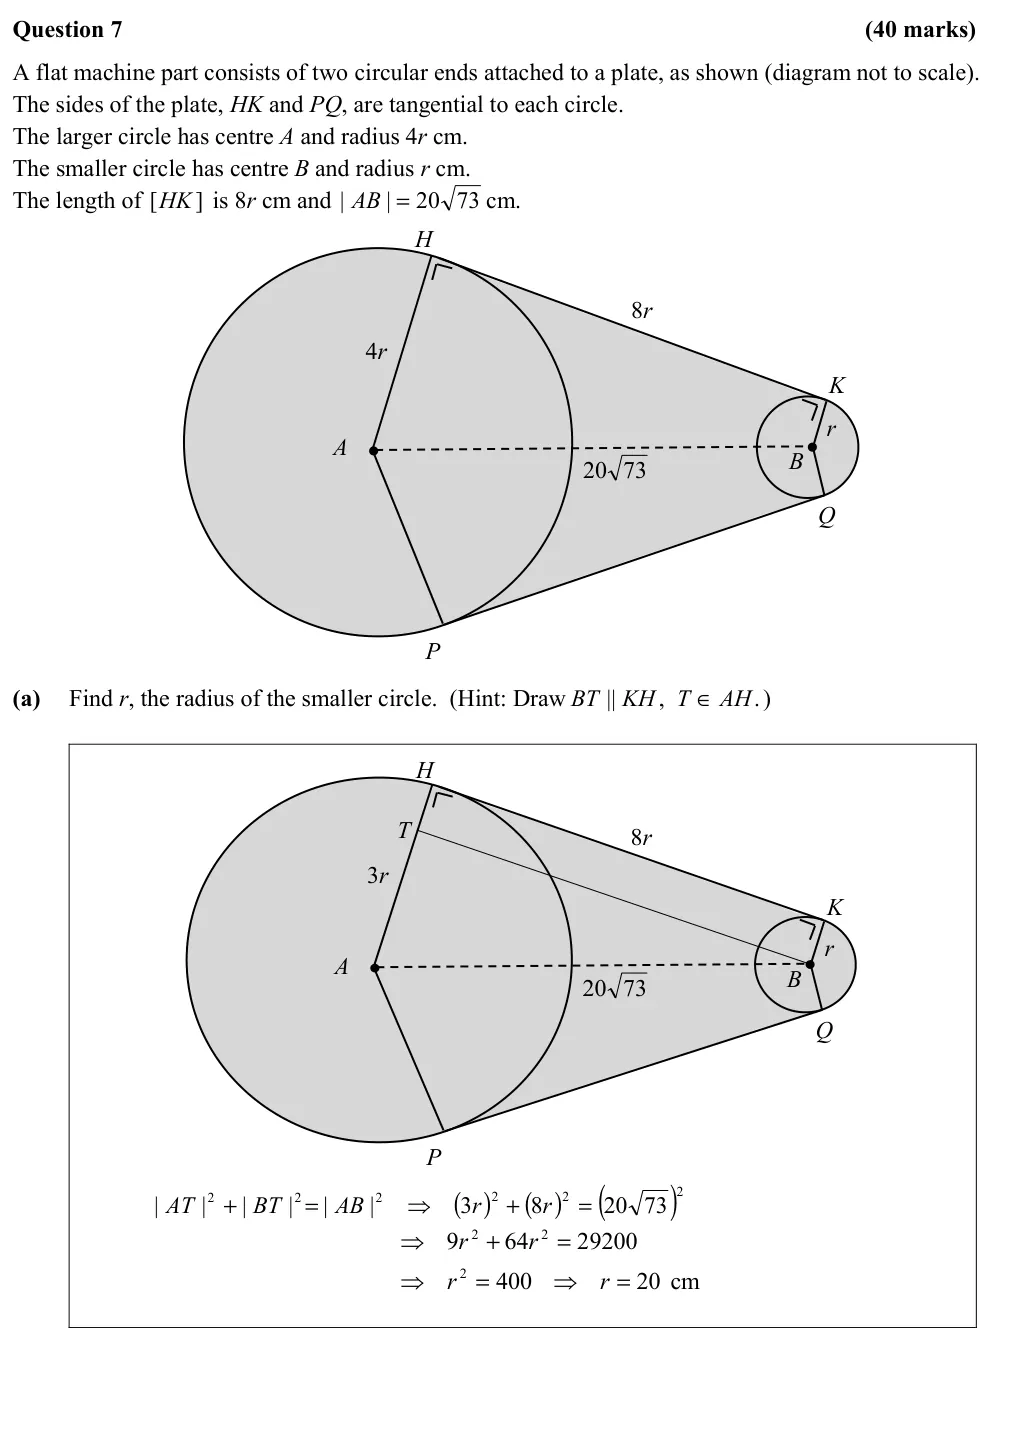 Question 7 (40 marks)
A flat machine part consists of two circular ends attached to a plate, as shown (diagram not to scale).
The sides of the plate, HK and PQ, are tangential to each circle.
The larger circle has centre A and radius 4r cm.
The smaller circle has centre B and radius r cm.
The length of [HK] is 8r cm and | AB | = 20√73 cm.
H
8r
4r
K
r
A
B
20√73
Q
P
(a) Find r, the radius of the smaller circle. (Hint: Draw BT || KH, T ∈ AH.)
H
T
8r
3r
K
r
A
B
20√73
Q
P
| AT |² + | BT |² = | AB |² ⇒ (3r)² + (8r)² = (20√73)²
⇒ 9r² + 64r² = 29200
⇒ r² = 400 ⇒ r = 20 cm